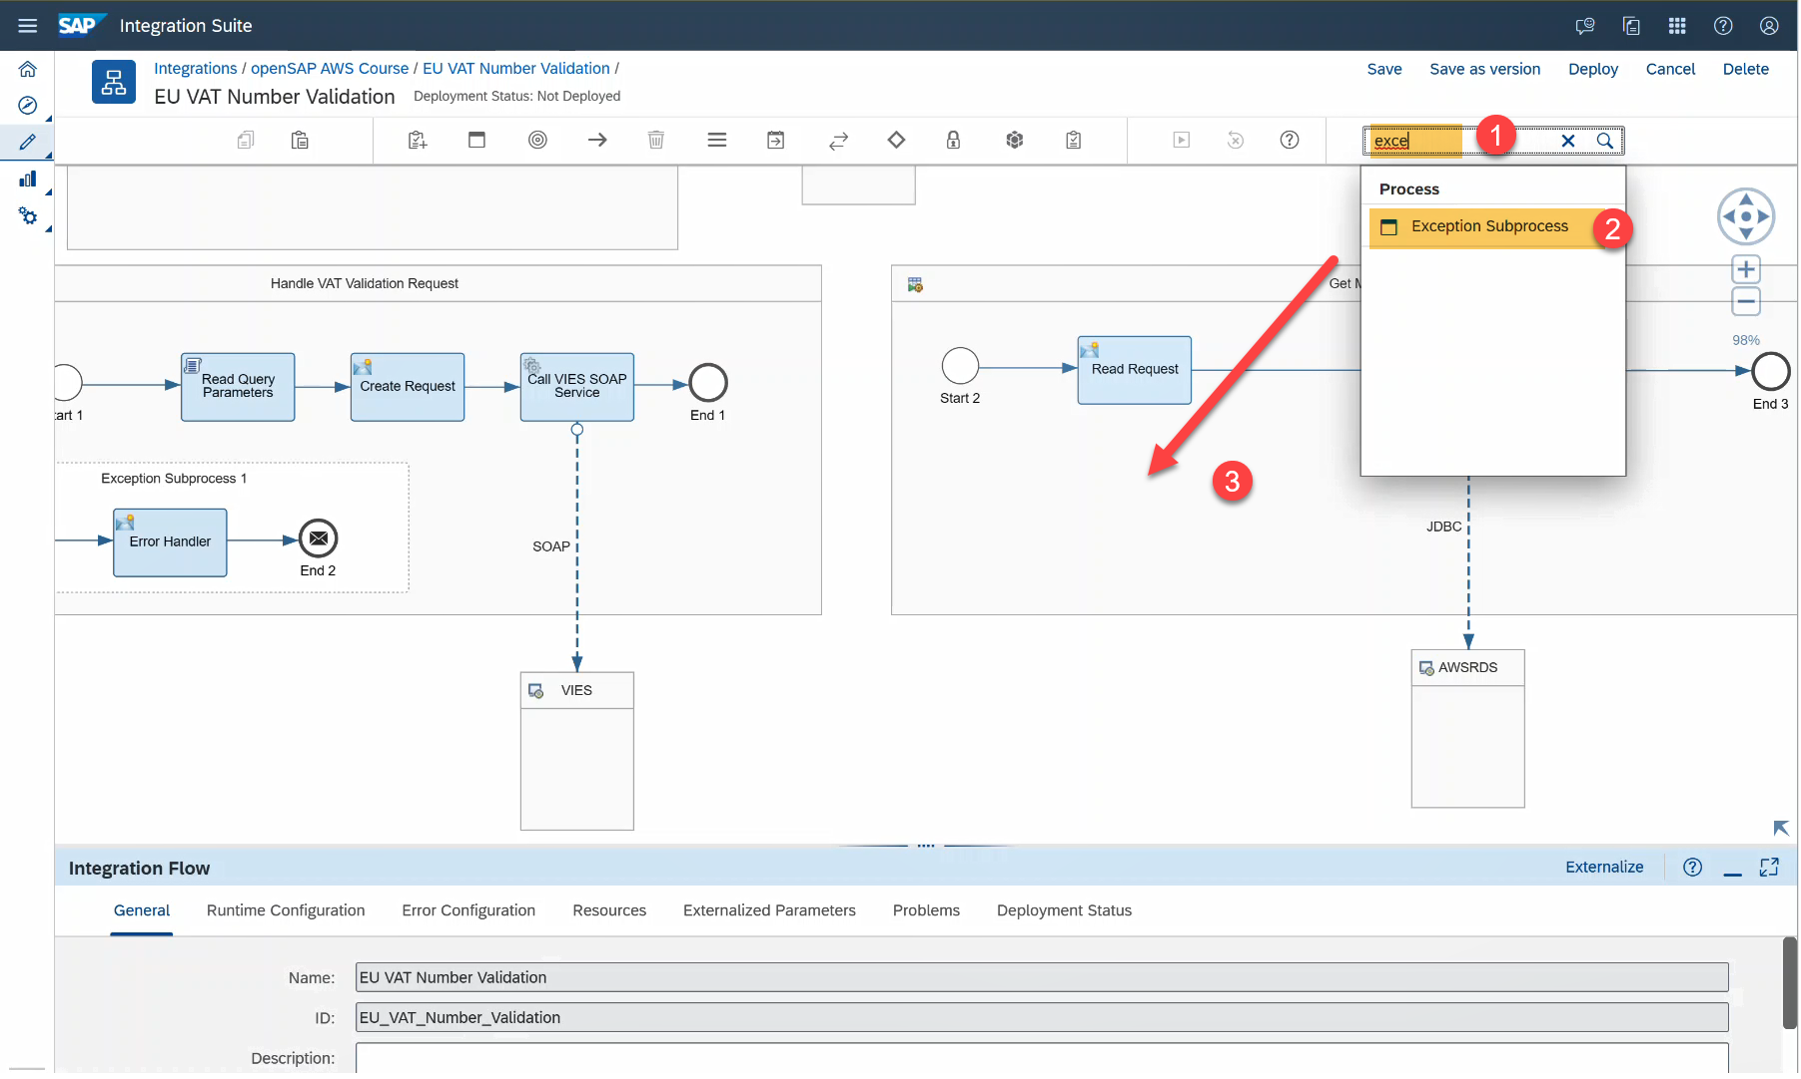 SAP Integration Suite
Integrations / openSAP AWS Course / EU VAT Number Validation /
EU VAT Number Validation Deployment Status: Not Deployed
Save Save as version Deploy Cancel Delete
exce
1
Process
Exception Subprocess
2
Handle VAT Validation Request
Get M
98%
Read Query
Parameters
Create Request
Call VIES SOAP
Service
tart 1
End 1
Start 2
Read Request
End 3
3
Exception Subprocess 1
Error Handler
End 2
SOAP
JDBC
VIES
AWSRDS
Integration Flow
Externalize
General Runtime Configuration Error Configuration Resources Externalized Parameters Problems Deployment Status
Name: EU VAT Number Validation
ID: EU_VAT_Number_Validation
Description: